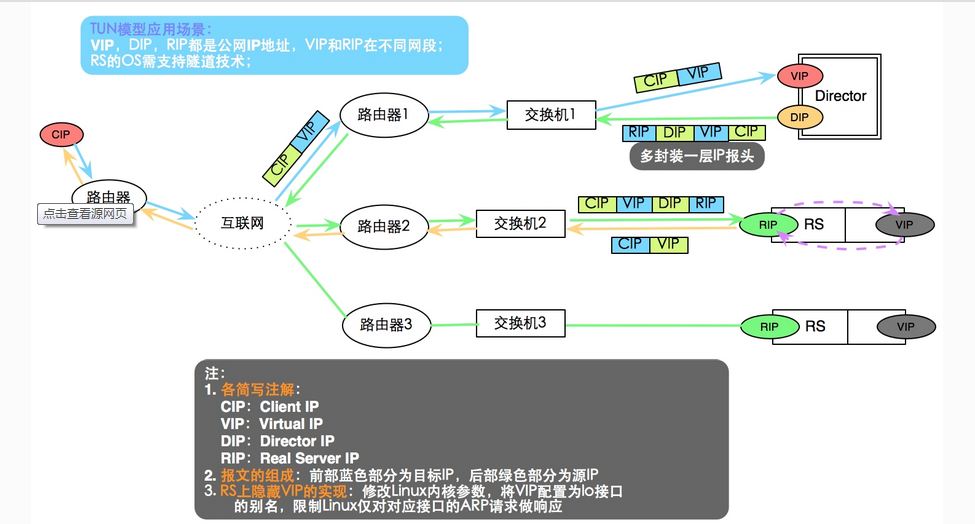 TUN模型应用场景：
VIP，DIP，RIP都是公网IP地址，VIP和RIP在不同网段；
RS的OS需支持隧道技术；
CIP
路由器
点击查看源网页
互联网
CIP VIP
路由器1
交换机1
CIP VIP
VIP
Director
DIP
RIP DIP VIP CIP
多封装一层IP报头
路由器2
交换机2
CIP VIP DIP RIP
CIP VIP
RIP RS VIP
路由器3
交换机3
RIP RS VIP
注：
1. 各简写注解：
CIP：Client IP
VIP：Virtual IP
DIP：Director IP
RIP：Real Server IP
2. 报文的组成：前部蓝色部分为目标IP，后部绿色部分为源IP
3. RS上隐藏VIP的实现：修改Linux内核参数，将VIP配置为lo接口
的别名，限制Linux仅对对应接口的ARP请求做响应